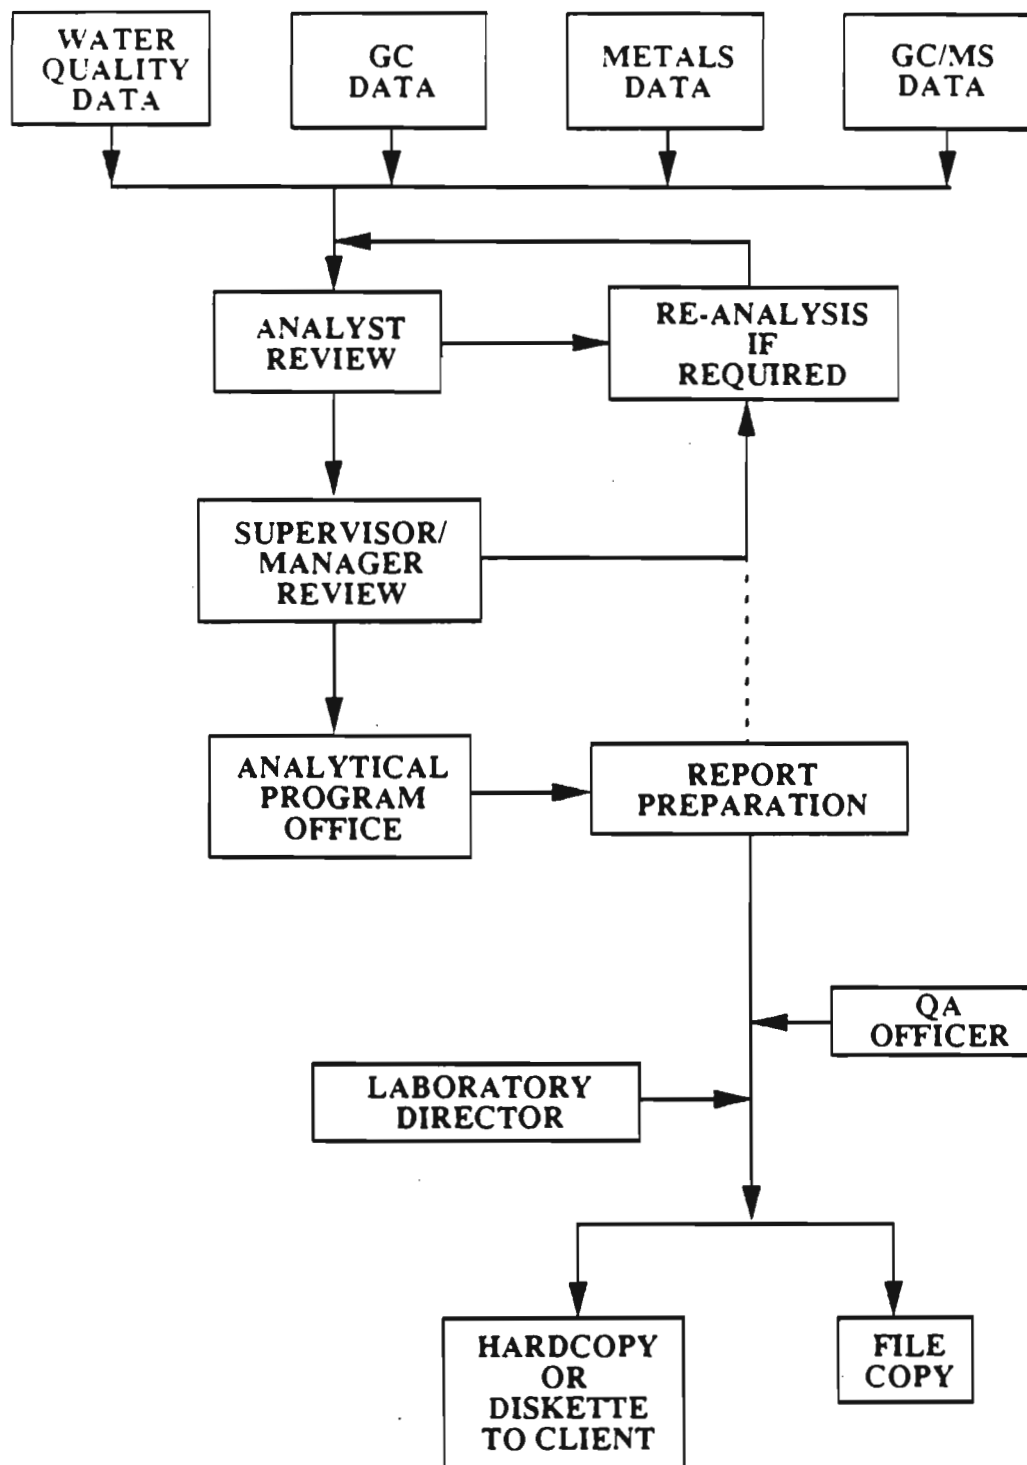 WATER
QUALITY
DATA
GC
DATA
METALS
DATA
GC/MS
DATA
ANALYST
REVIEW
RE-ANALYSIS
IF
REQUIRED
SUPERVISOR/
MANAGER
REVIEW
ANALYTICAL
PROGRAM
OFFICE
REPORT
PREPARATION
QA
OFFICER
LABORATORY
DIRECTOR
HARDCOPY
OR
DISKETTE
TO CLIENT
FILE
COPY